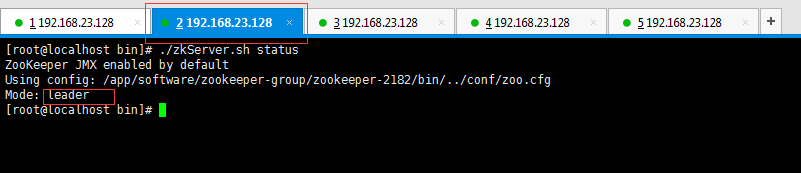 1 192.168.23.128 × 2 192.168.23.128 × 3 192.168.23.128 × 4 192.168.23.128 × 5 192.168.23.128 × +
[root@localhost bin]# ./zkServer.sh status
ZooKeeper JMX enabled by default
Using config: /app/software/zookeeper-group/zookeeper-2182/bin/../conf/zoo.cfg
Mode: leader
[root@localhost bin]#